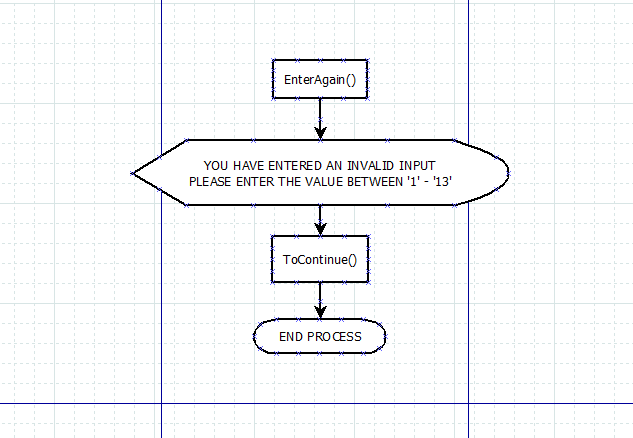 EnterAgain()
YOU HAVE ENTERED AN INVALID INPUT
PLEASE ENTER THE VALUE BETWEEN '1' - '13'
ToContinue()
END PROCESS